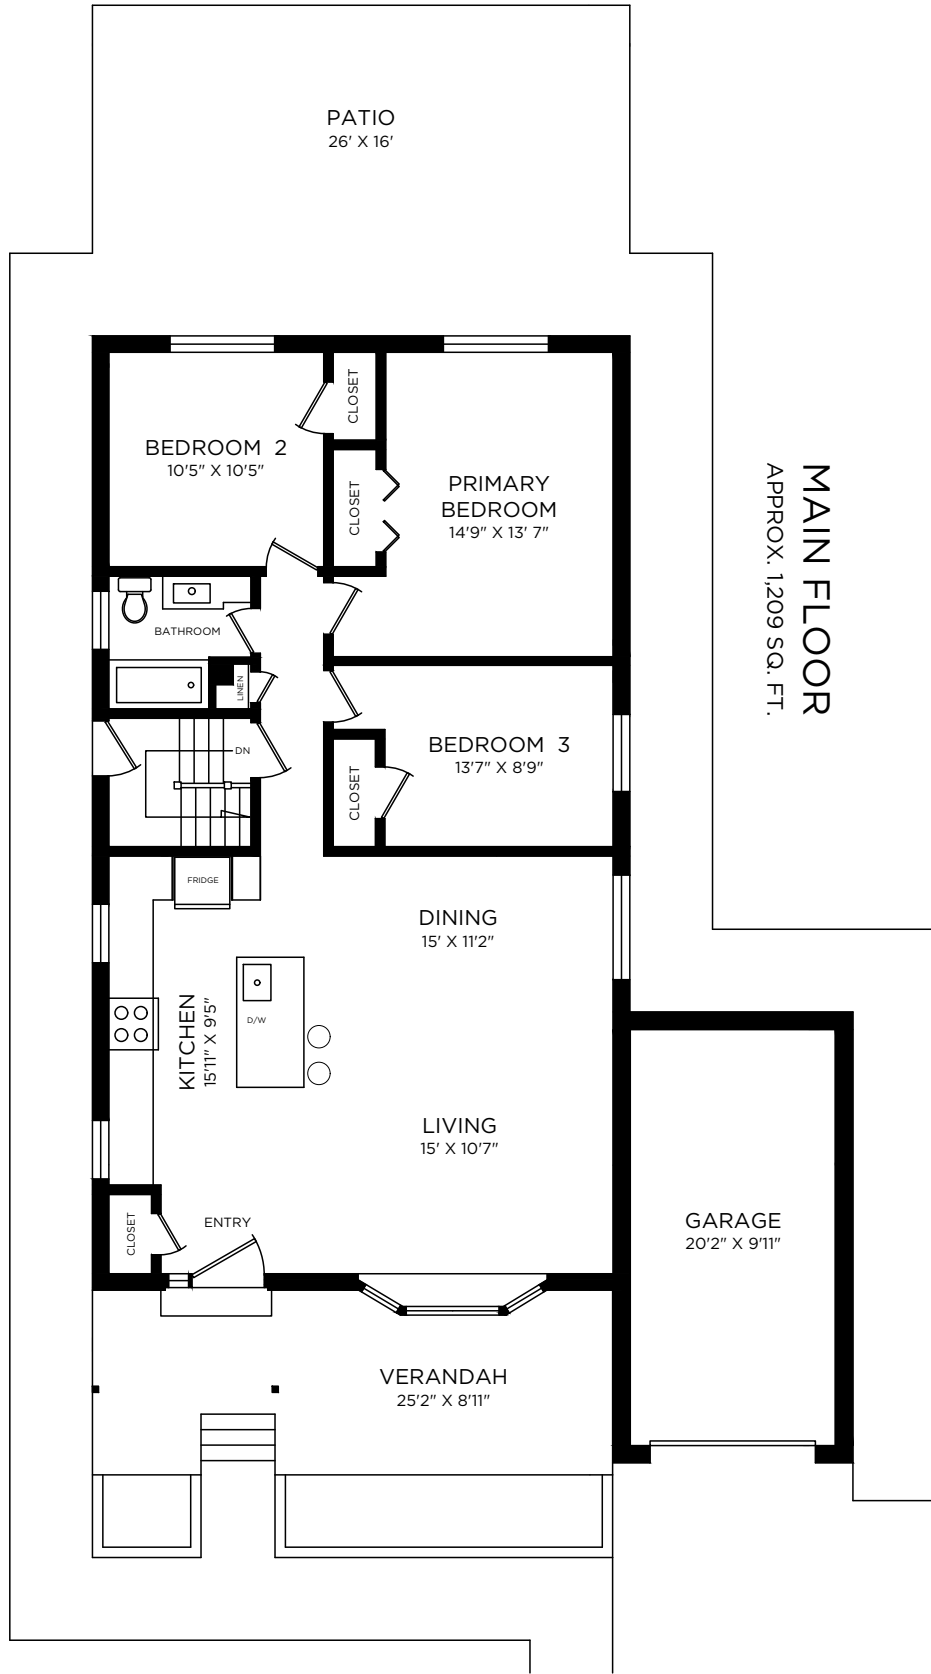 PATIO
26' X 16'
CLOSET
BEDROOM 2
10'5" X 10'5"
CLOSET
PRIMARY
BEDROOM
14'9" X 13' 7"
MAIN FLOOR
APPROX. 1,209 SQ. FT.
BATHROOM
LINEN
DN
BEDROOM 3
13'7" X 8'9"
CLOSET
FRIDGE
DINING
15' X 11'2"
KITCHEN
15'11" X 9'5"
D/W
LIVING
15' X 10'7"
CLOSET
ENTRY
GARAGE
20'2" X 9'11"
VERANDAH
25'2" X 8'11"